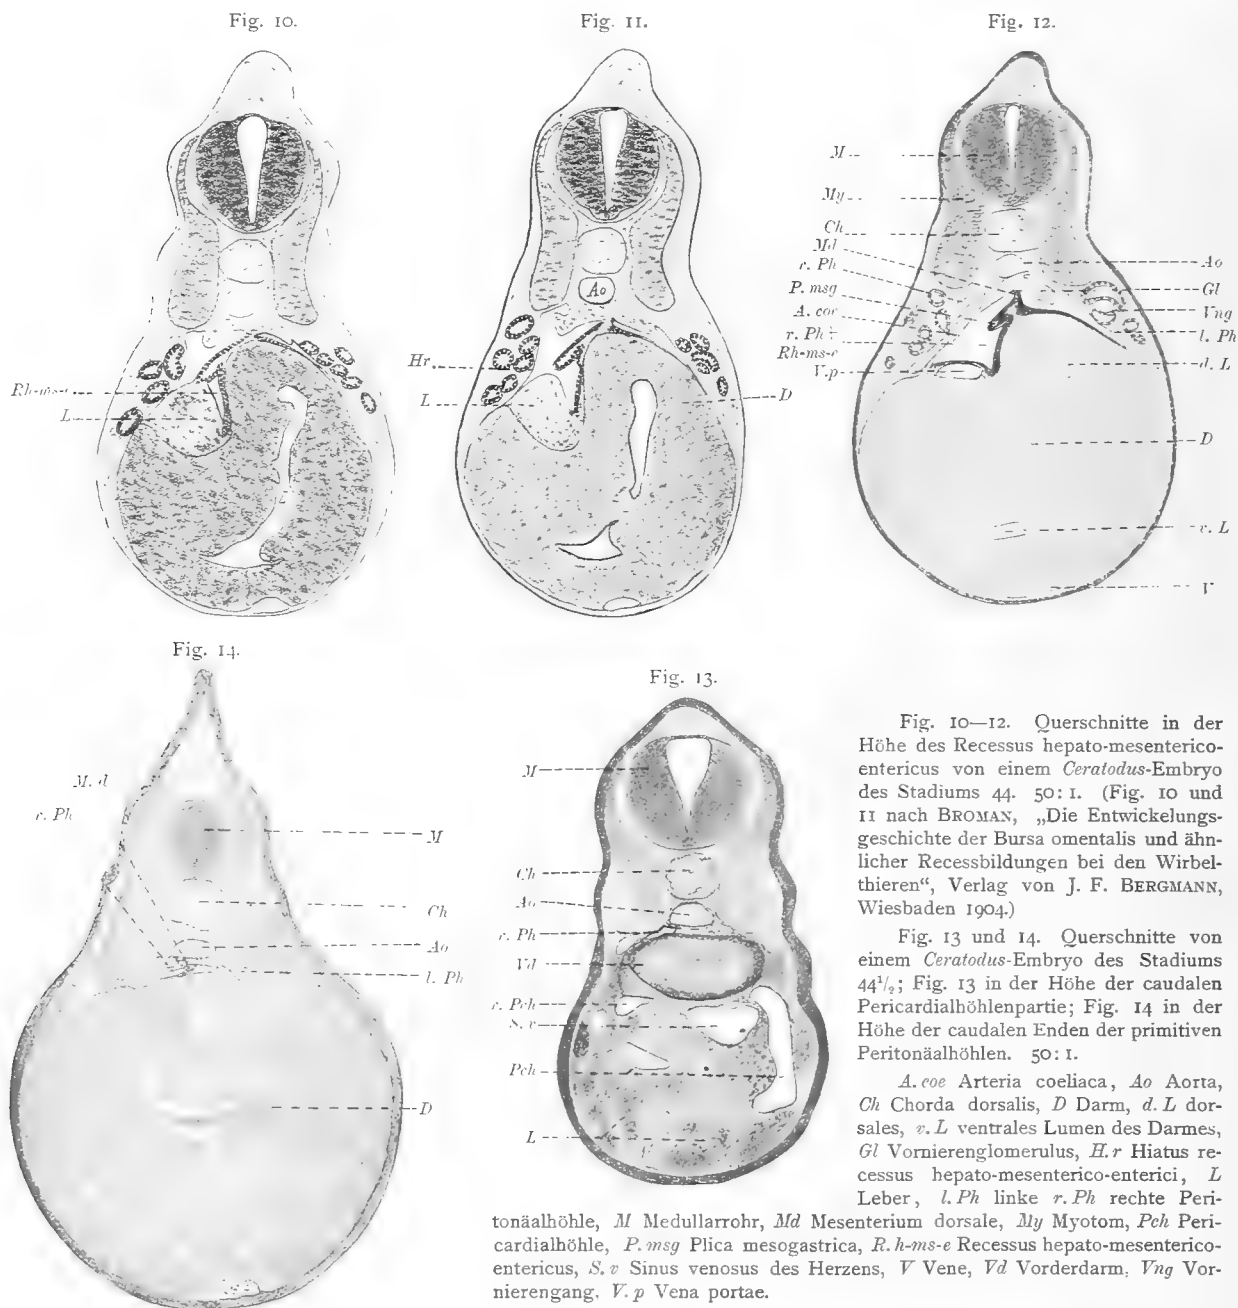 Fig. 10.
Fig. 11.
Fig. 12.
Rh-ms-e
L
Ao
Hr
L
D
M
My
Ch
Md
r. Ph
P. msg
A. coe
r. Ph
Rh-ms-e
V.p
Ao
Gl
Vng
l. Ph
d. L
D
v. L
V
Fig. 14.
M. d
r. Ph
M
Ch
Ao
l. Ph
D
Fig. 13.
M
Ch
Ao
r. Ph
Vd
r. Pch
S. v
Pch
L
Fig. 10—12. Querschnitte in der
Höhe des Recessus hepato-mesenterico-
entericus von einem Ceratodus-Embryo
des Stadiums 44. 50:1. (Fig. 10 und
11 nach BROMAN, „Die Entwickelungs-
geschichte der Bursa omentalis und ähn-
licher Recessbildungen bei den Wirbel-
thieren“, Verlag von J. F. BERGMANN,
Wiesbaden 1904.)
Fig. 13 und 14. Querschnitte von
einem Ceratodus-Embryo des Stadiums
44½; Fig. 13 in der Höhe der caudalen
Pericardialhöhlenpartie; Fig. 14 in der
Höhe der caudalen Enden der primitiven
Peritonäalhöhlen. 50:1.
A. coe Arteria coeliaca, Ao Aorta,
Ch Chorda dorsalis, D Darm, d. L dor-
sales, v. L ventrales Lumen des Darmes,
Gl Vornierenglomerulus, H. r Hiatus re-
cessus hepato-mesenterico-enterici, L
Leber, l. Ph linke r. Ph rechte Peri-
tonäalhöhle, M Medullarrohr, Md Mesenterium dorsale, My Myotom, Pch Peri-
cardialhöhle, P. msg Plica mesogastrica, R. h-ms-e Recessus hepato-mesenterico-
entericus, S. v Sinus venosus des Herzens, V Vene, Vd Vorderdarm, Vng Vor-
nierengang, V. p Vena portae.